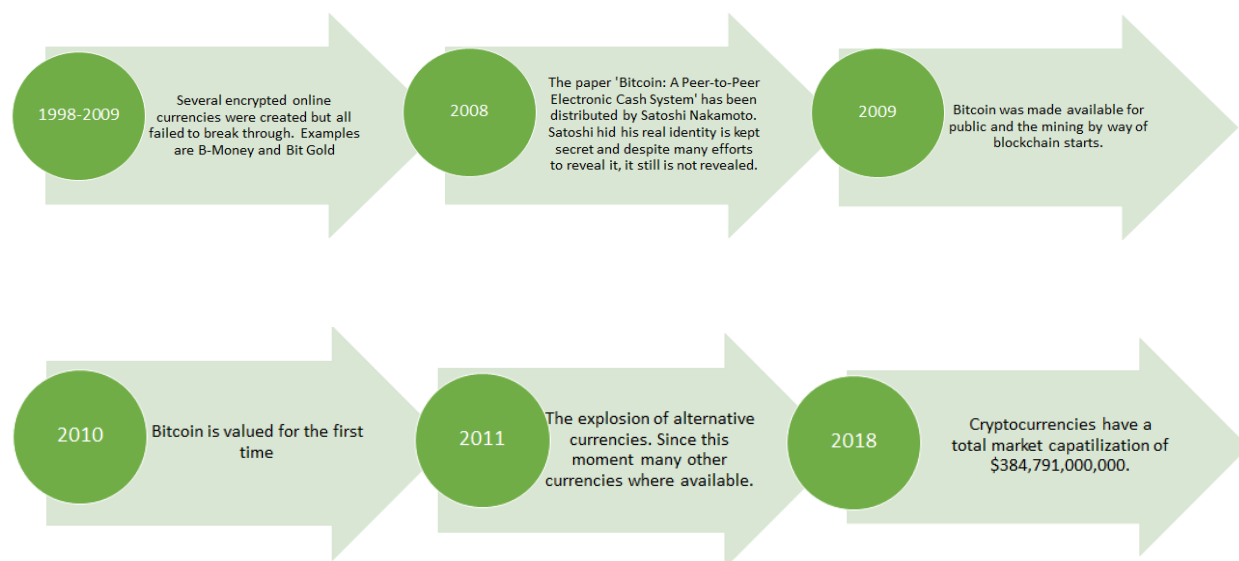 1998-2009
Several encrypted online
currencies were created but all
failed to break through. Examples
are B-Money and Bit Gold
2008
The paper 'Bitcoin: A Peer-to-Peer
Electronic Cash System' has been
distributed by Satoshi Nakamoto.
Satoshi hid his real identity is kept
secret and despite many efforts
to reveal it, it still is not revealed.
2009
Bitcoin was made available for
public and the mining by way of
blockchain starts.
2010
Bitcoin is valued for the first
time
2011
The explosion of alternative
currencies. Since this
moment many other
currencies where available.
2018
Cryptocurrencies have a
total market capatilization of
$384,791,000,000.